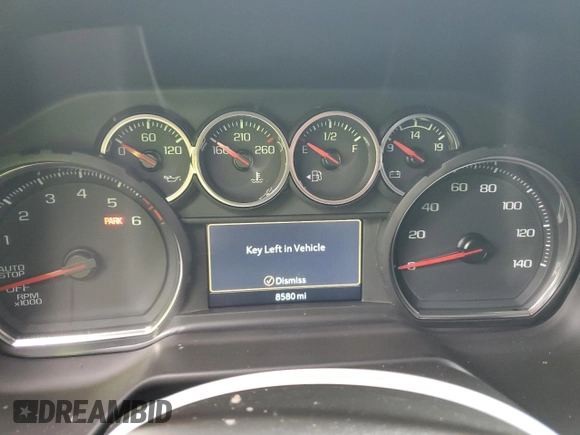 0 60 120
160 210 260
E 1/2 F
9 14 19
1 2 3 4 5 6
PARK
AUTO
STOP
OFF
RPM
x1000
Key Left in Vehicle
Dismiss
8580 mi
0 20 40 60 80 100 120 140
DREAMBID